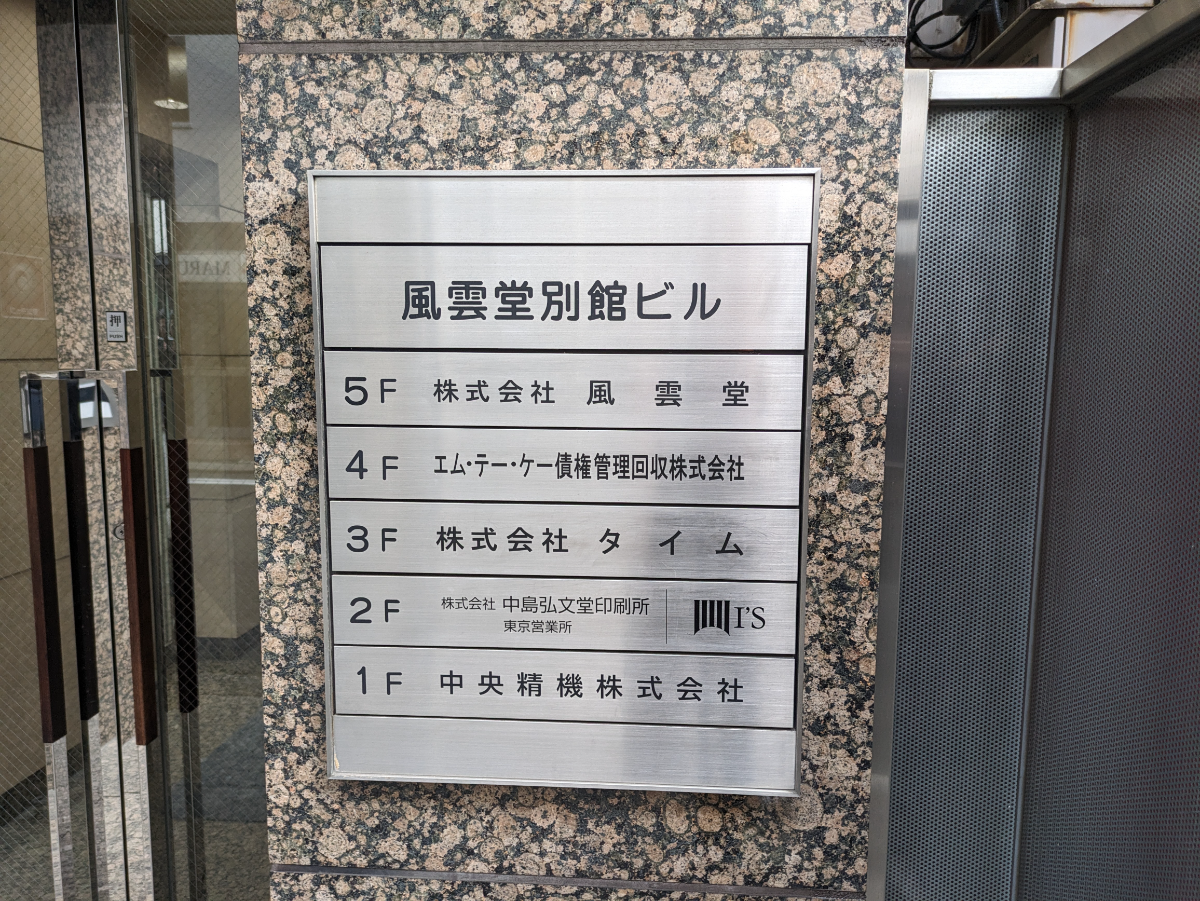 風雲堂別館ビル
5F 株式会社 風雲堂
4F エム・テー・ケー債権管理回収株式会社
3F 株式会社 タイム
2F 株式会社 中島弘文堂印刷所 I'S
東京営業所
1F 中央精機株式会社
押
MARU